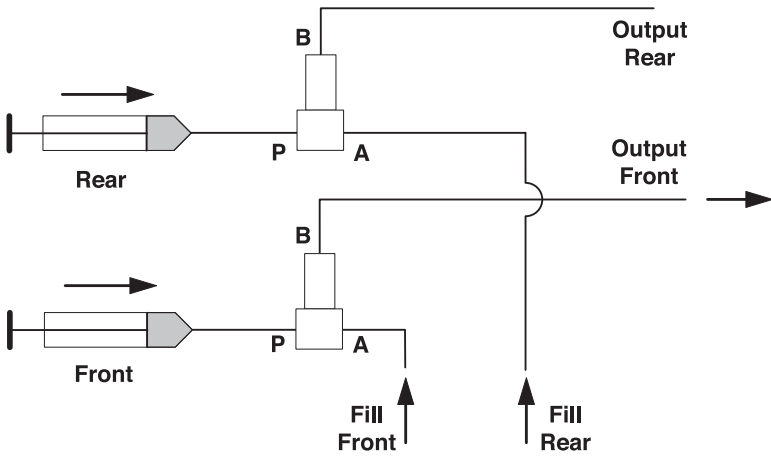 B
Output
Rear
P
A
Rear
Output
Front
B
P
A
Front
Fill
Front
Fill
Rear